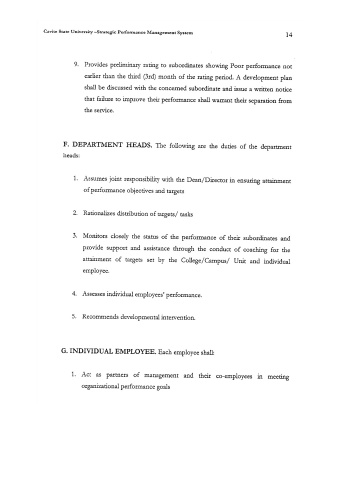 Cavite State University –Strategic Performance Management System
14
9. Provides preliminary rating to subordinates showing Poor performance not
earlier than the third (3rd) month of the rating period. A development plan
shall be discussed with the concerned subordinate and issue a written notice
that failure to improve their performance shall warrant their separation from
the service.
F. DEPARTMENT HEADS. The following are the duties of the department
heads:
1. Assumes joint responsibility with the Dean/Director in ensuring attainment
of performance objectives and targets
2. Rationalizes distribution of targets/ tasks
3. Monitors closely the status of the performance of their subordinates and
provide support and assistance through the conduct of coaching for the
attainment of targets set by the College/Campus/ Unit and individual
employee.
4. Assesses individual employees' performance.
5. Recommends developmental intervention.
G. INDIVIDUAL EMPLOYEE. Each employee shall:
1. Act as partners of management and their co-employees in meeting
organizational performance goals